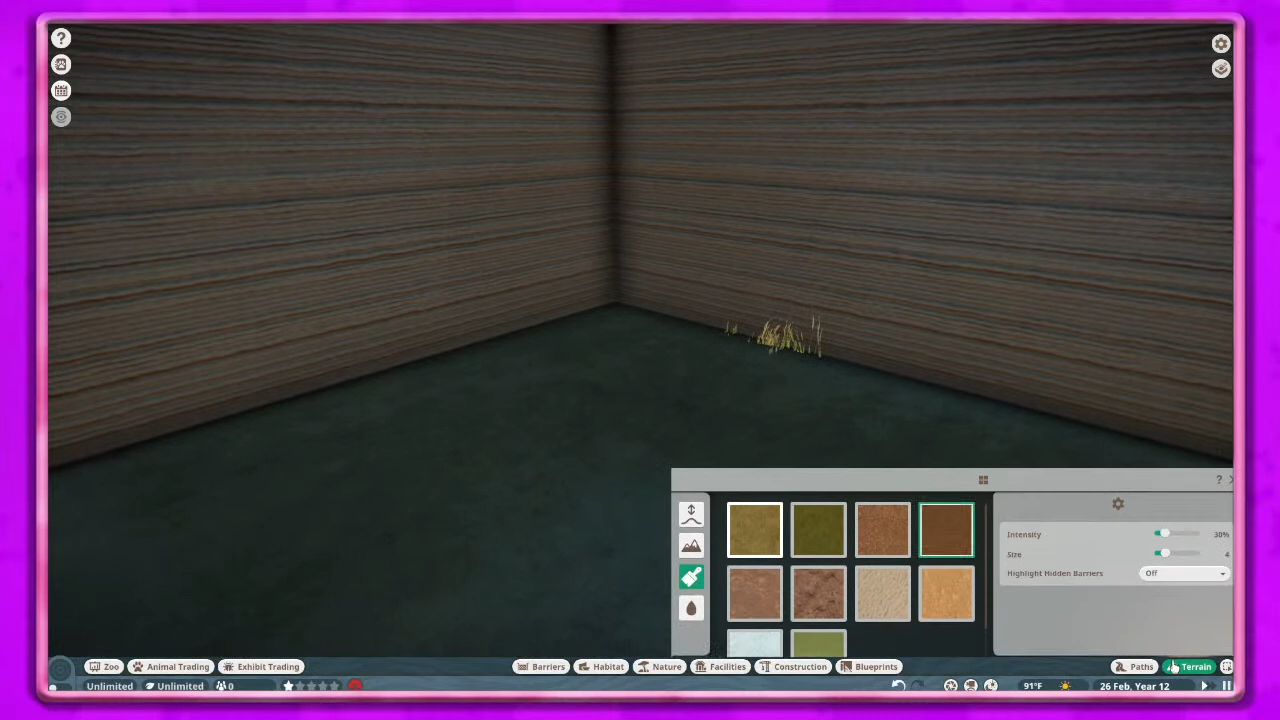 ?
?
Intensity 30%
Size 4
Highlight Hidden Barriers Off
Zoo Animal Trading Exhibit Trading Barriers Habitat Nature Facilities Construction Blueprints Paths Terrain
Unlimited Unlimited 0 91°F 26 Feb, Year 12